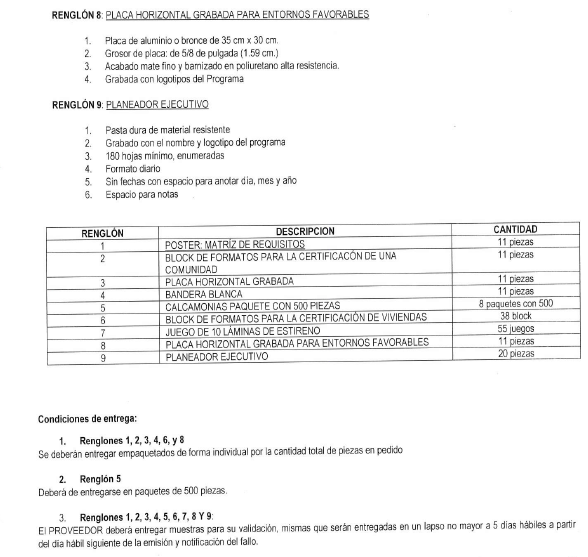 RENGLÓN 8: PLACA HORIZONTAL GRABADA PARA ENTORNOS FAVORABLES
1. Placa de aluminio o bronce de 35 cm x 30 cm.
2. Grosor de placa: de 5/8 de pulgada (1.59 cm.)
3. Acabado mate fino y barnizado en poliuretano alta resistencia.
4. Grabada con logotipos del Programa
RENGLÓN 9: PLANEADOR EJECUTIVO
1. Pasta dura de material resistente
2. Grabado con el nombre y logotipo del programa
3. 180 hojas mínimo, enumeradas
4. Formato diario
5. Sin fechas con espacio para anotar día, mes y año
6. Espacio para notas
RENGLÓN DESCRIPCION CANTIDAD
1 POSTER: MATRÍZ DE REQUISITOS 11 piezas
2 BLOCK DE FORMATOS PARA LA CERTIFICACÓN DE UNA 11 piezas
COMUNIDAD
3 PLACA HORIZONTAL GRABADA 11 piezas
4 BANDERA BLANCA 11 piezas
5 CALCAMONIAS PAQUETE CON 500 PIEZAS 8 paquetes con 500
6 BLOCK DE FORMATOS PARA LA CERTIFICACIÓN DE VIVIENDAS 38 block
7 JUEGO DE 10 LAMINAS DE ESTIRENO 55 juegos
8 PLACA HORIZONTAL GRABADA PARA ENTORNOS FAVORABLES 11 piezas
9 PLANEADOR EJECUTIVO 20 piezas
Condiciones de entrega:
1. Renglones 1, 2, 3, 4, 6, y 8
Se deberán entregar empaquetados de forma individual por la cantidad total de piezas en pedido
2. Renglón 5
Deberá de entregarse en paquetes de 500 piezas.
3. Renglones 1, 2, 3, 4, 5, 6, 7, 8 Y 9:
El PROVEEDOR deberá entregar muestras para su validación, mismas que serán entregadas en un lapso no mayor a 5 días hábiles a partir
del día hábil siguiente de la emisión y notificación del fallo.